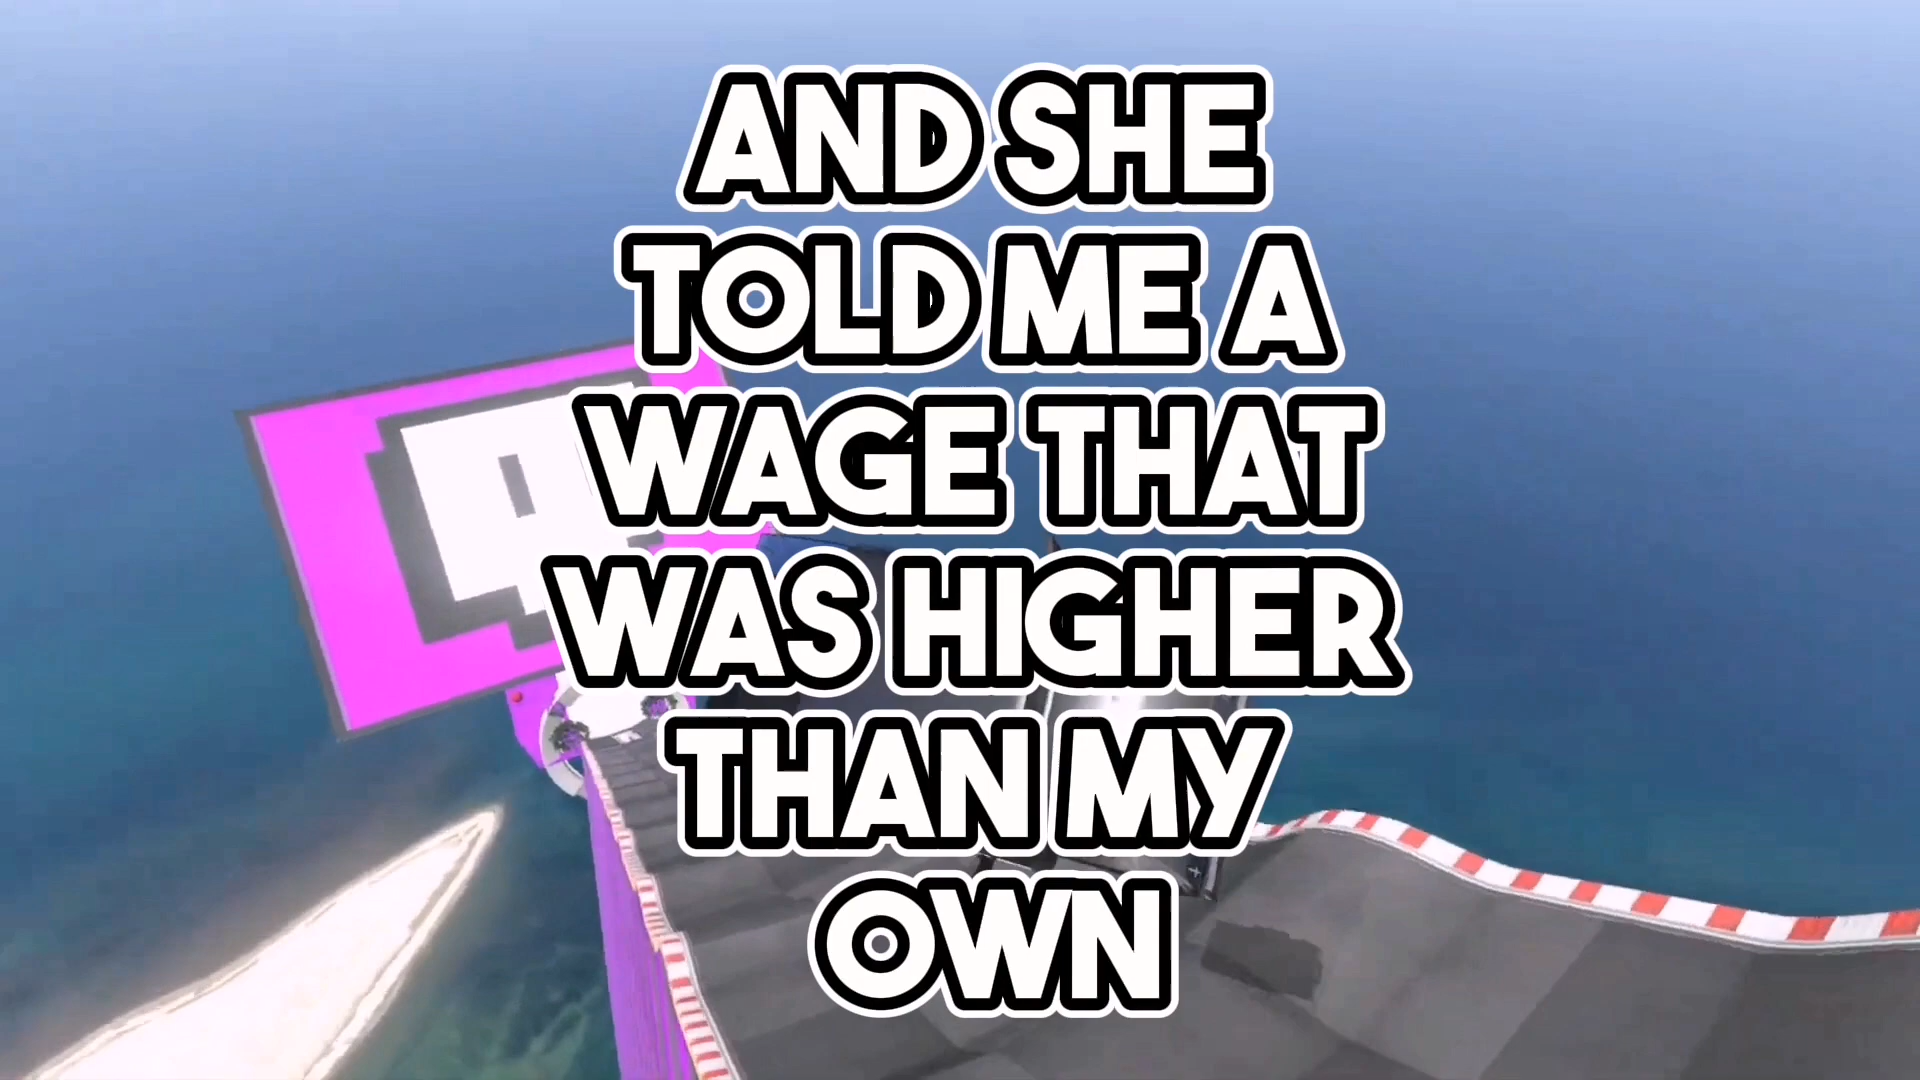 AND SHE
TOLD ME A
WAGE THAT
WAS HIGHER
THAN MY
OWN